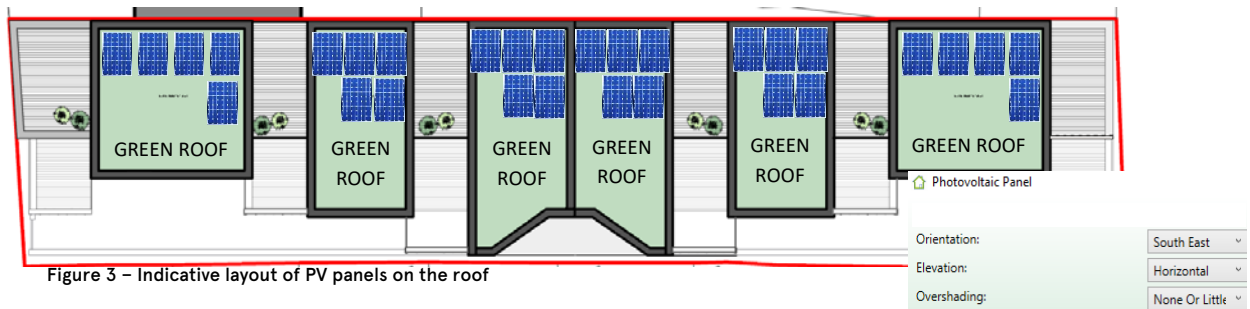 GREEN ROOF
GREEN
ROOF
GREEN
ROOF
GREEN
ROOF
GREEN
ROOF
GREEN ROOF
Photovoltaic Panel
Orientation: South East
Elevation: Horizontal
Overshading: None Or Little
Figure 3 – Indicative layout of PV panels on the roof